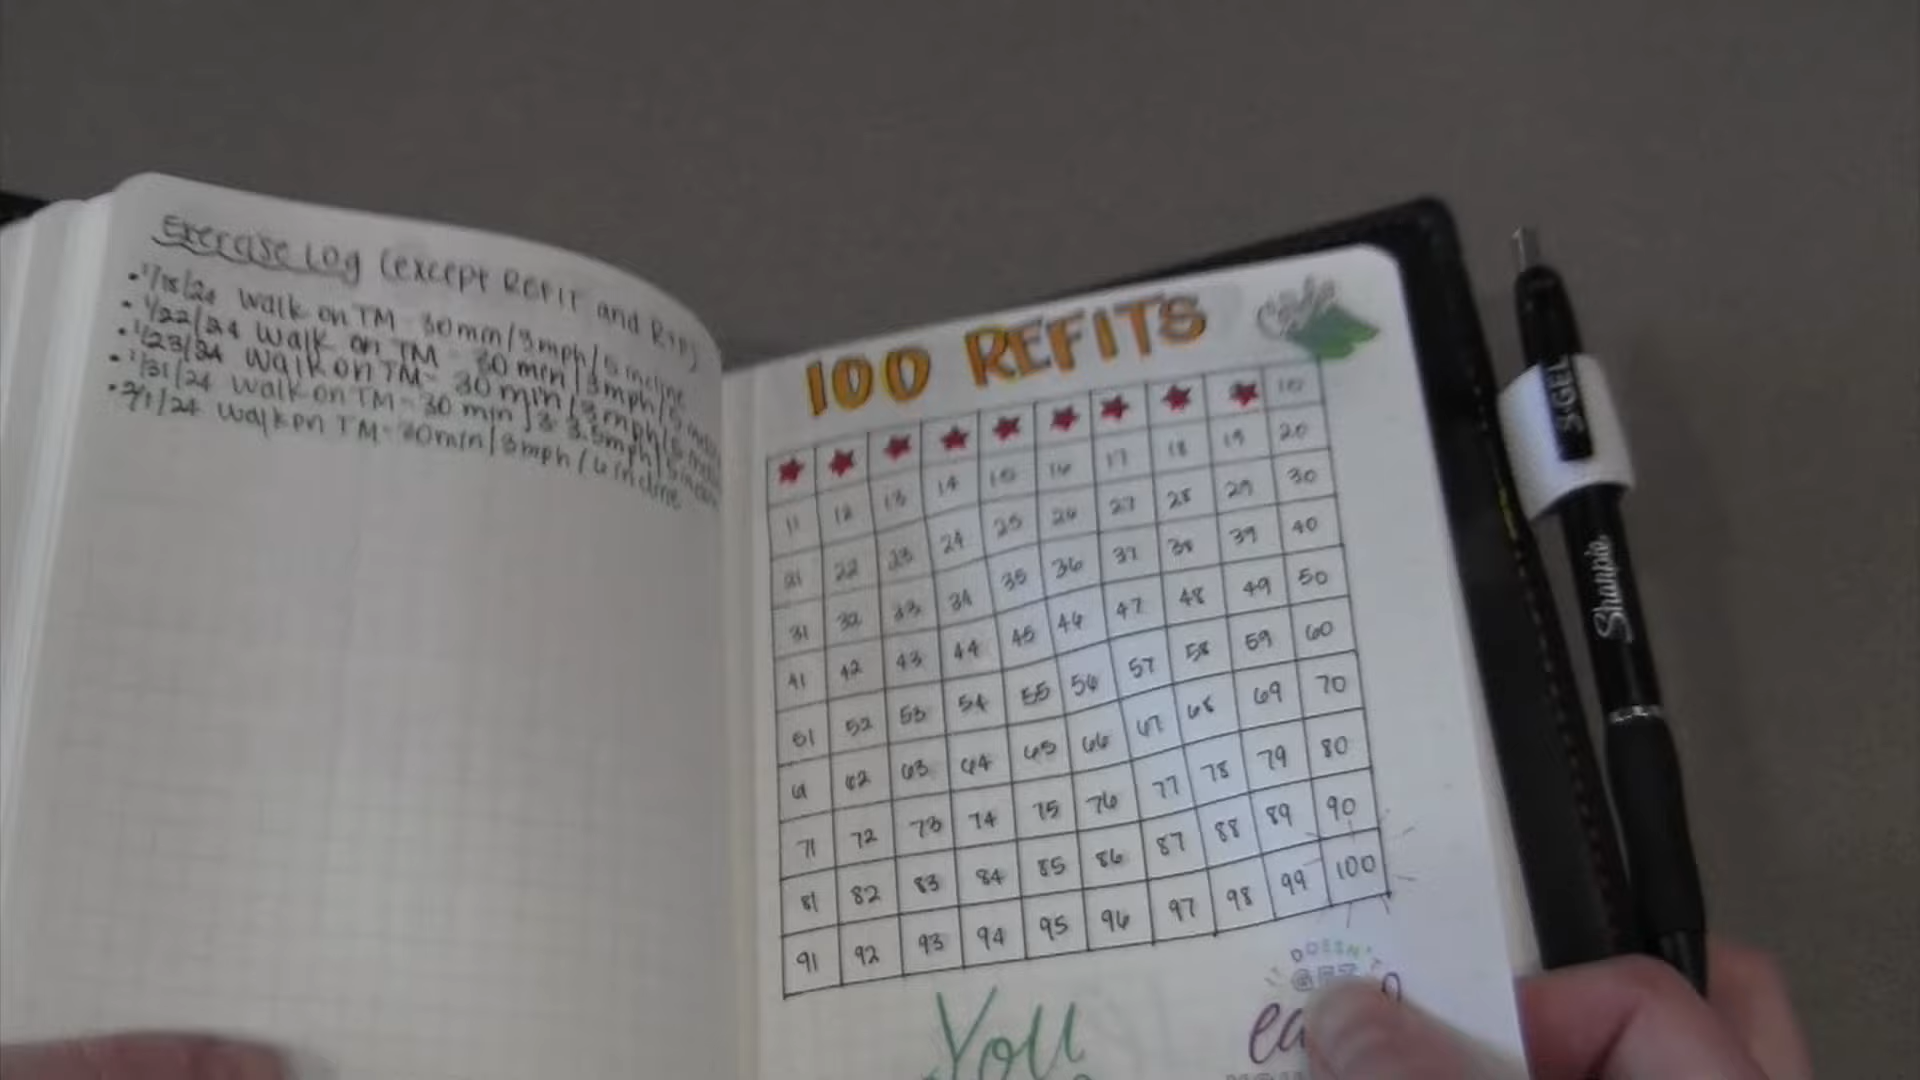 Exercise Log (except REFIT and
• 1/18/24 walk on TM - 30 min/3mph/5 incline
• 1/22/24 walk on TM - 30 min/3mph/5
• 1/23/24 walk on TM - 30 min/3mph/5
• 1/31/24 walk on TM - 30 min/3.5mph/5
• 2/1/24 walk on TM - 30 min/3mph/6 incline
100 REFITS
10
11 12 13 14 15 16 17 18 19 20
21 22 23 24 25 26 27 28 29 30
31 32 33 34 35 36 37 38 39 40
41 42 43 44 45 46 47 48 49 50
51 52 53 54 55 56 57 58 59 60
61 62 63 64 65 66 67 68 69 70
71 72 73 74 75 76 77 78 79 80
81 82 83 84 85 86 87 88 89 90
91 92 93 94 95 96 97 98 99 100
DOESN'T
GET
You
S·GEL
Sharpie